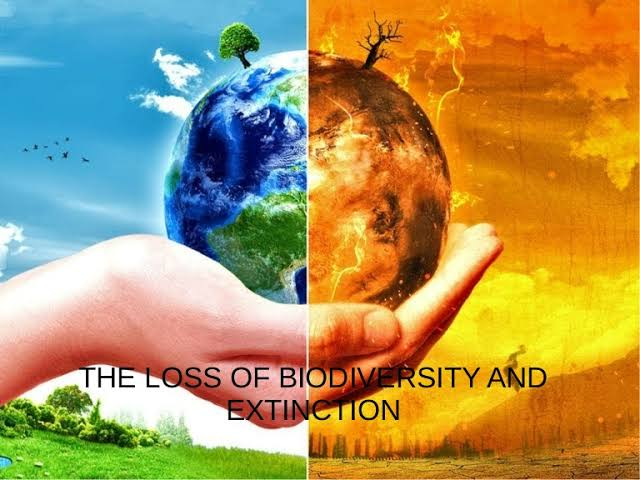 THE LOSS OF BIODIVERSITY AND
EXTINCTION